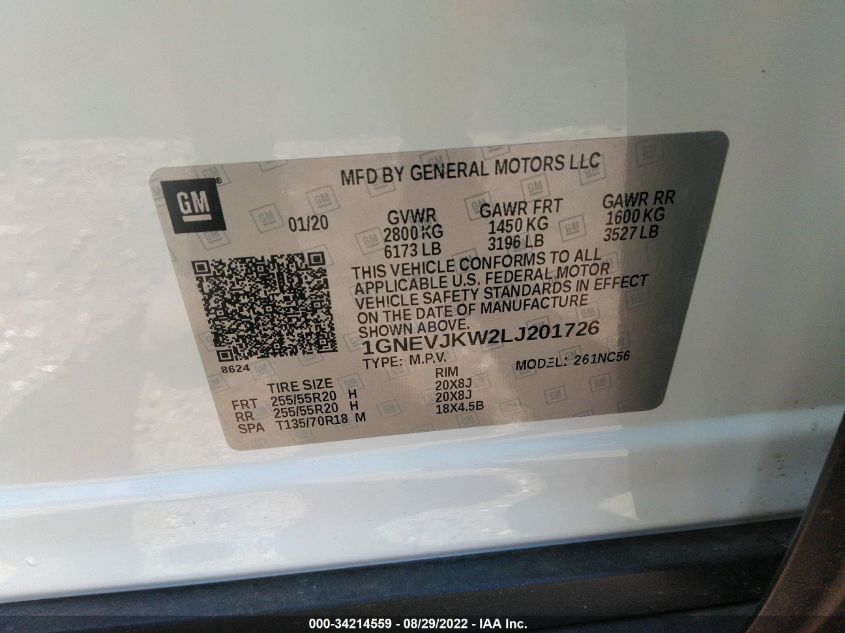 MFD BY GENERAL MOTORS LLC
GM
®
01/20
GVWR GAWR FRT GAWR RR
2800 KG 1450 KG 1600 KG
6173 LB 3196 LB 3527 LB
THIS VEHICLE CONFORMS TO ALL
APPLICABLE U.S. FEDERAL MOTOR
VEHICLE SAFETY STANDARDS IN EFFECT
ON THE DATE OF MANUFACTURE
SHOWN ABOVE.
1GNEVJKW2LJ201726
8624
TYPE: M.P.V. MODEL: 261NC56
TIRE SIZE RIM
FRT 255/55R20 H 20X8J
RR 255/55R20 H 20X8J
SPA T135/70R18 M 18X4.5B
000-34214559 - 08/29/2022 - IAA Inc.